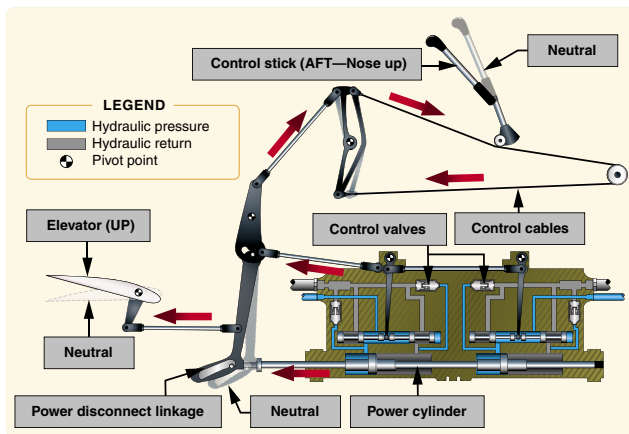 Control stick (AFT—Nose up)
Neutral
LEGEND
Hydraulic pressure
Hydraulic return
Pivot point
Elevator (UP)
Control valves
Control cables
Neutral
Power disconnect linkage
Neutral
Power cylinder